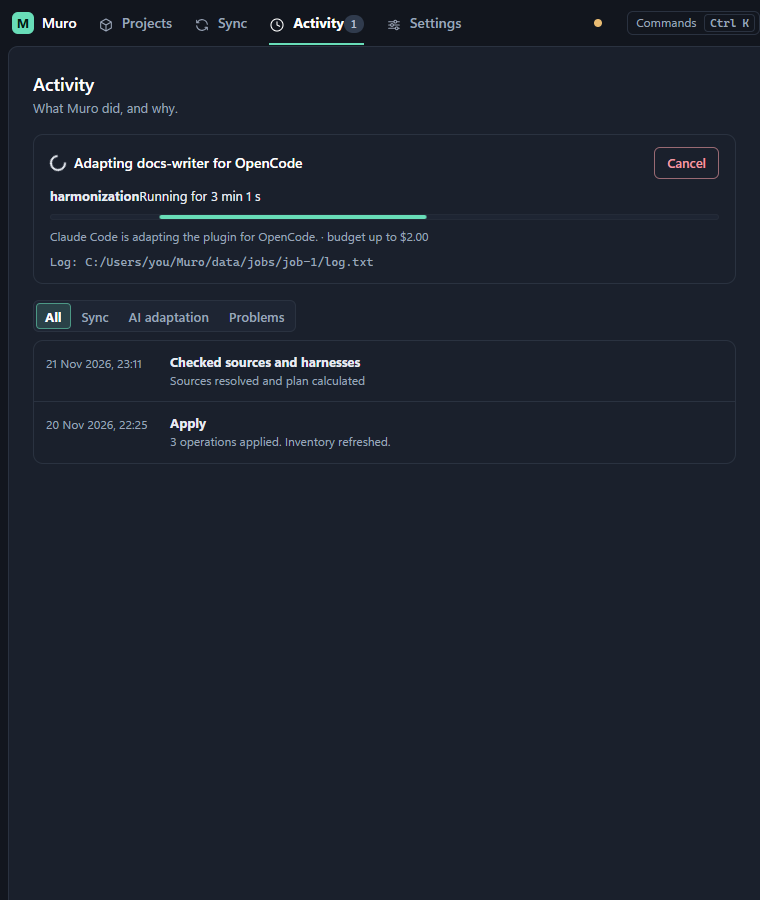 M Muro Projects Sync Activity 1 Settings Commands Ctrl K
Activity
What Muro did, and why.
Adapting docs-writer for OpenCode Cancel
harmonizationRunning for 3 min 1 s
Claude Code is adapting the plugin for OpenCode. · budget up to $2.00
Log: C:/Users/you/Muro/data/jobs/job-1/log.txt
All Sync AI adaptation Problems
21 Nov 2026, 23:11 Checked sources and harnesses
Sources resolved and plan calculated
20 Nov 2026, 22:25 Apply
3 operations applied. Inventory refreshed.